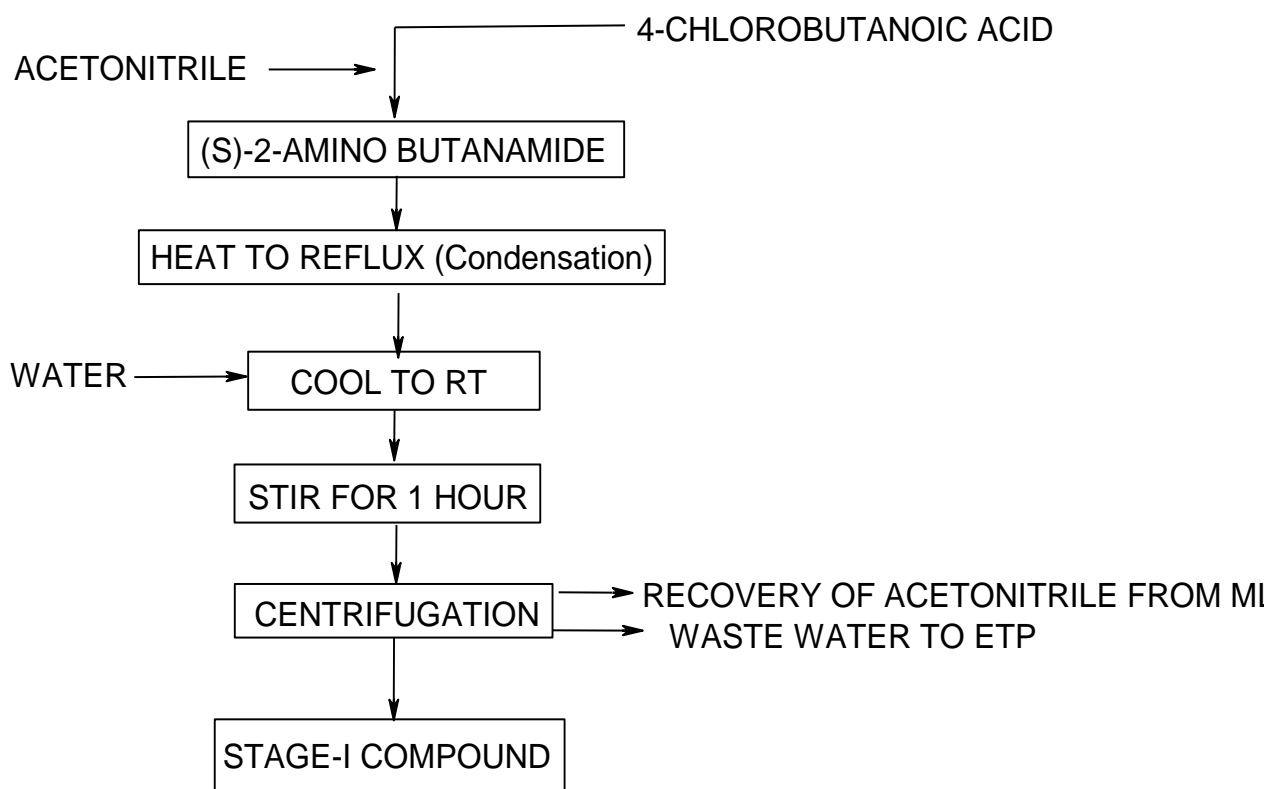 4-CHLOROBUTANOIC ACID
ACETONITRILE
(S)-2-AMINO BUTANAMIDE
HEAT TO REFLUX (Condensation)
WATER
COOL TO RT
STIR FOR 1 HOUR
CENTRIFUGATION
RECOVERY OF ACETONITRILE FROM ML
WASTE WATER TO ETP
STAGE-I COMPOUND